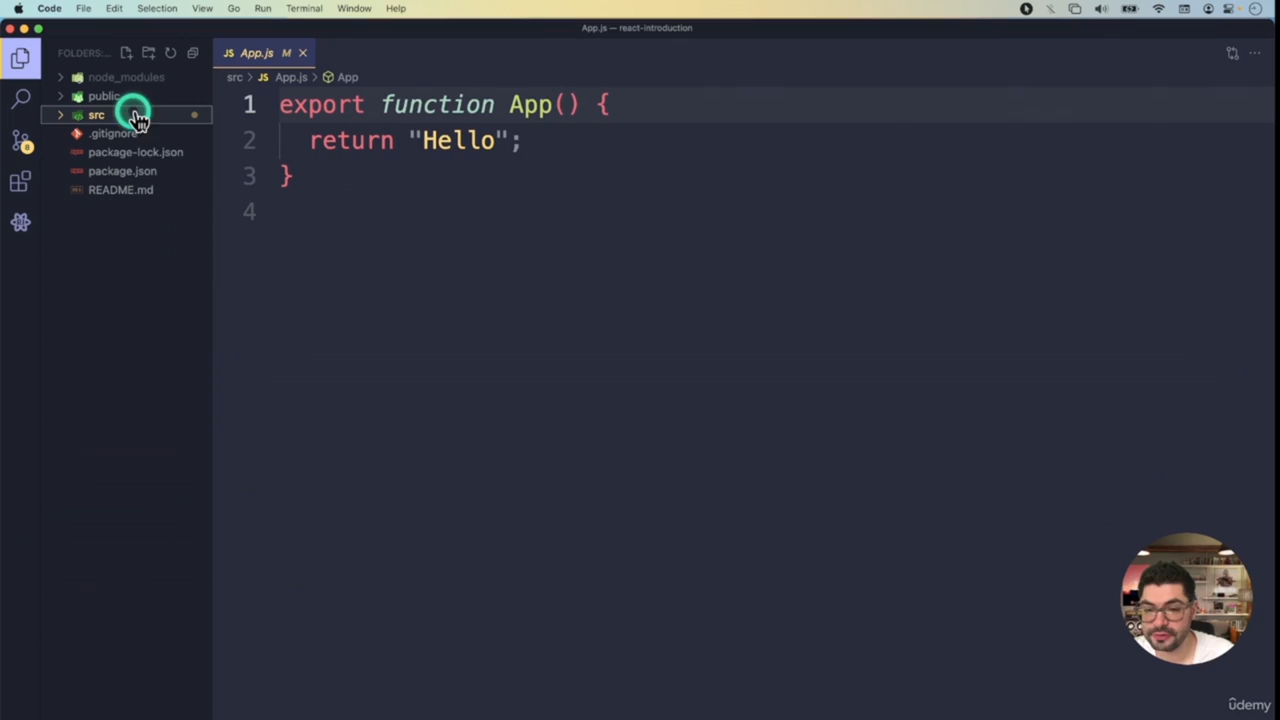 Code File Edit Selection View Go Run Terminal Window Help
App.js — react-introduction
FOLDERS:...
JS App.js M
src > JS App.js > App
node_modules
public
src
.gitignore
package-lock.json
package.json
README.md
1 export function App() {
2 return "Hello";
3 }
4
8
ûdemy